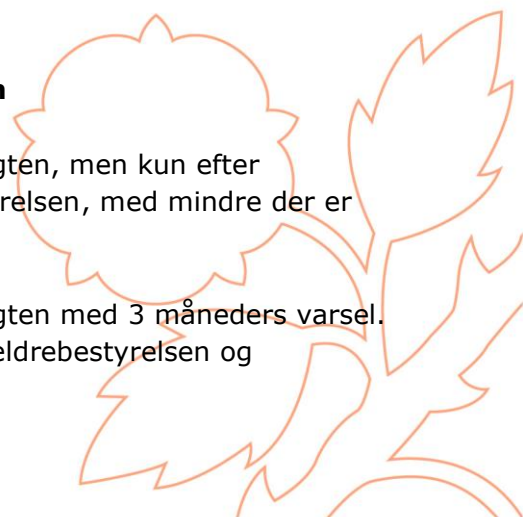 gten, men kun efter
relsen, med mindre der er
gten med 3 måneders varsel.
eldrebestyrelsen og